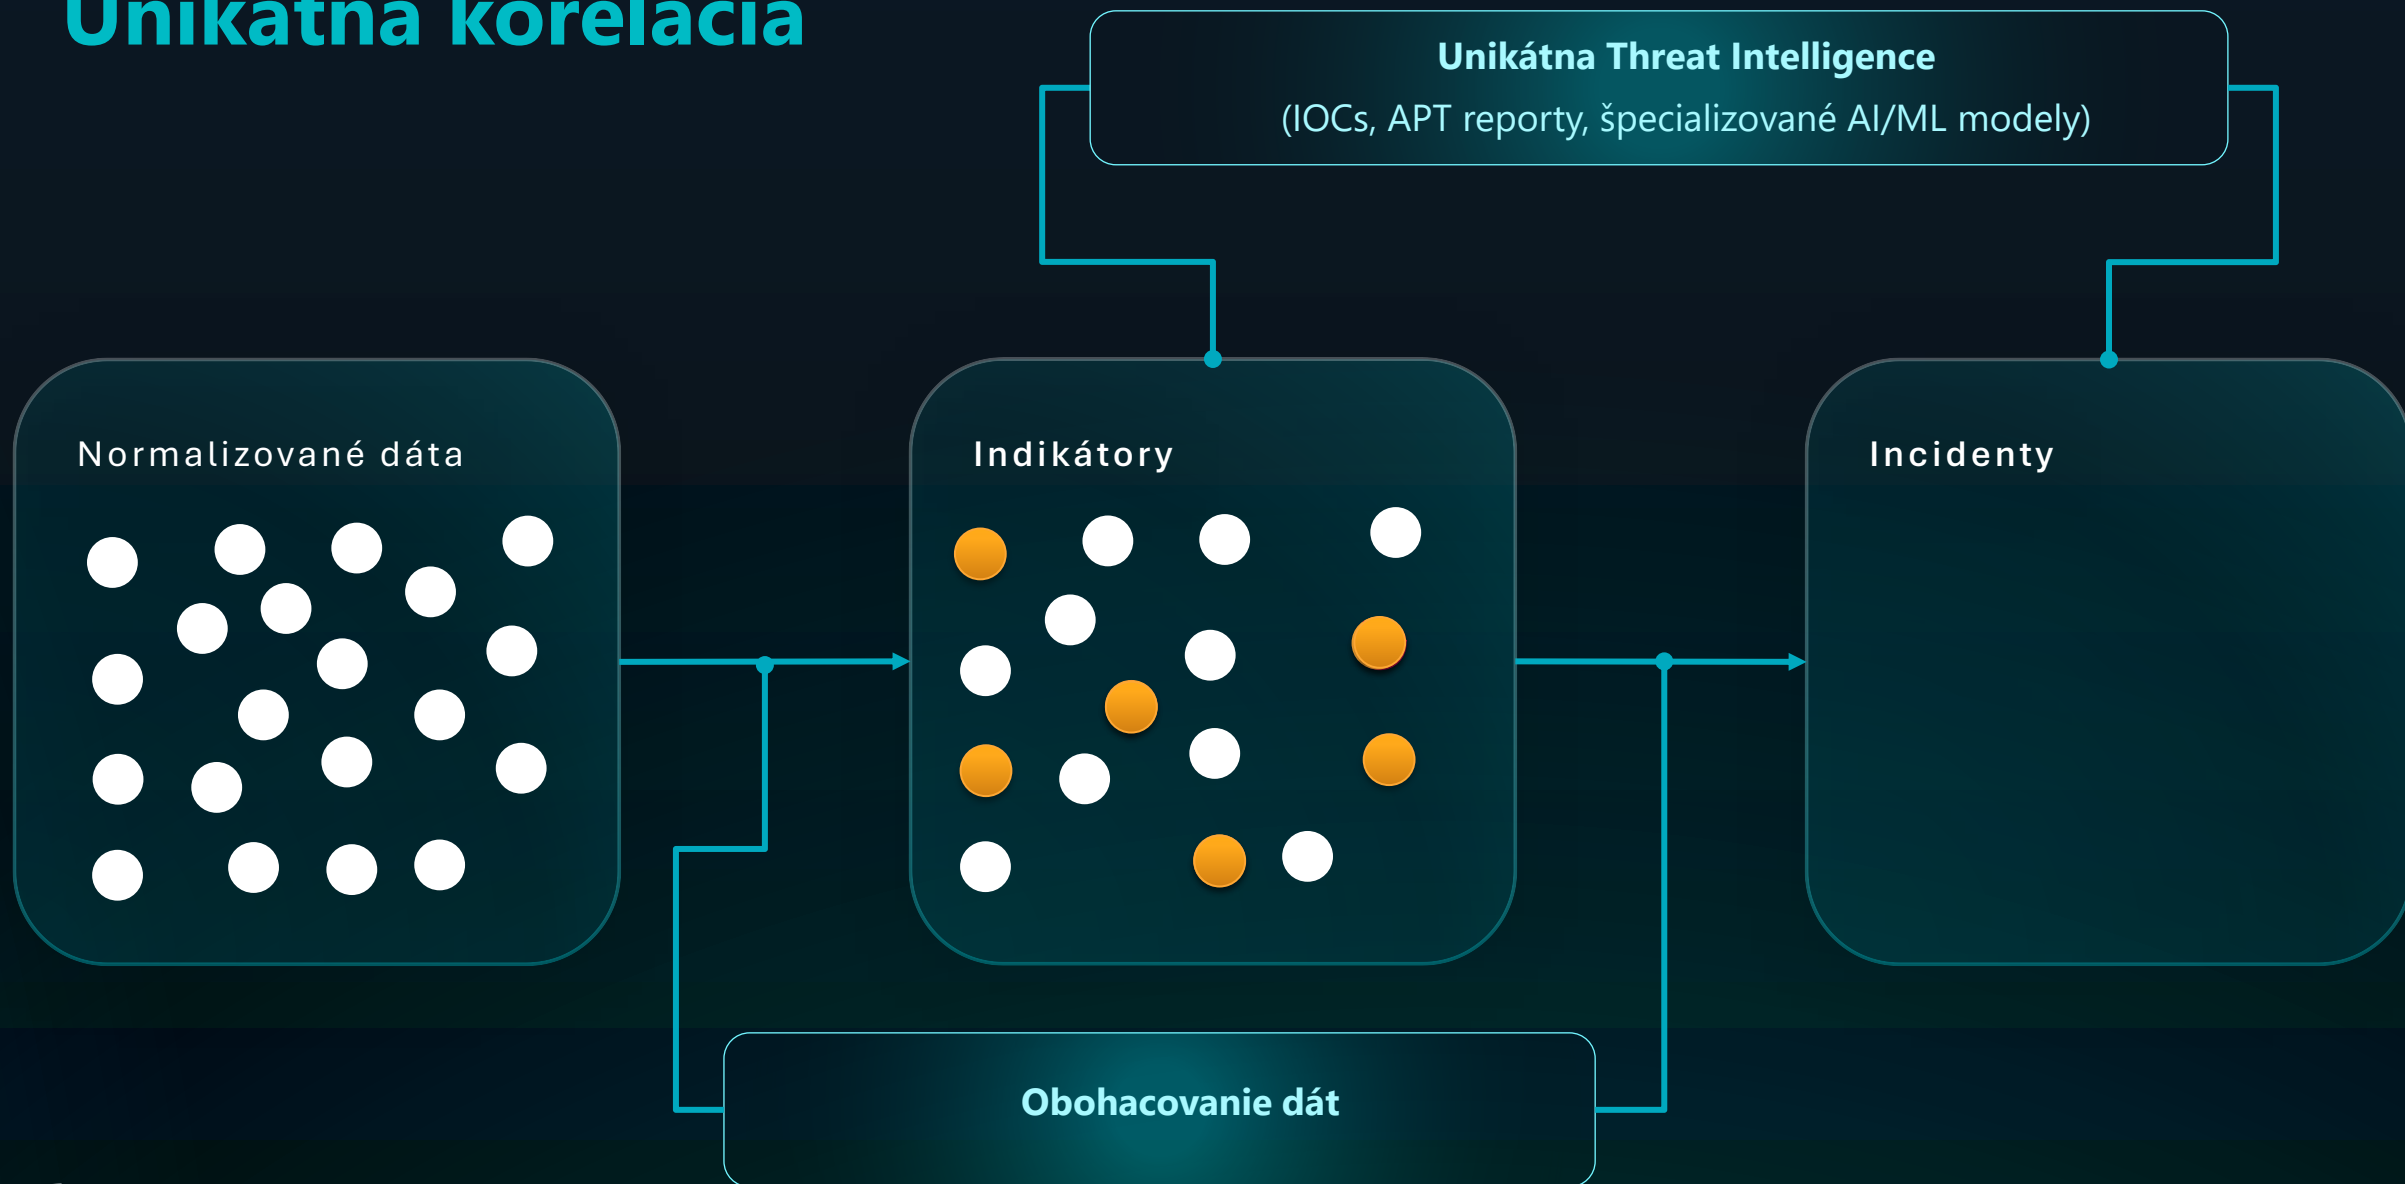 Unikátna korelácia
Unikátna Threat Intelligence
(IOCs, APT reporty, špecializované AI/ML modely)
Normalizované dáta
Indikátory
Incidenty
Obohacovanie dát